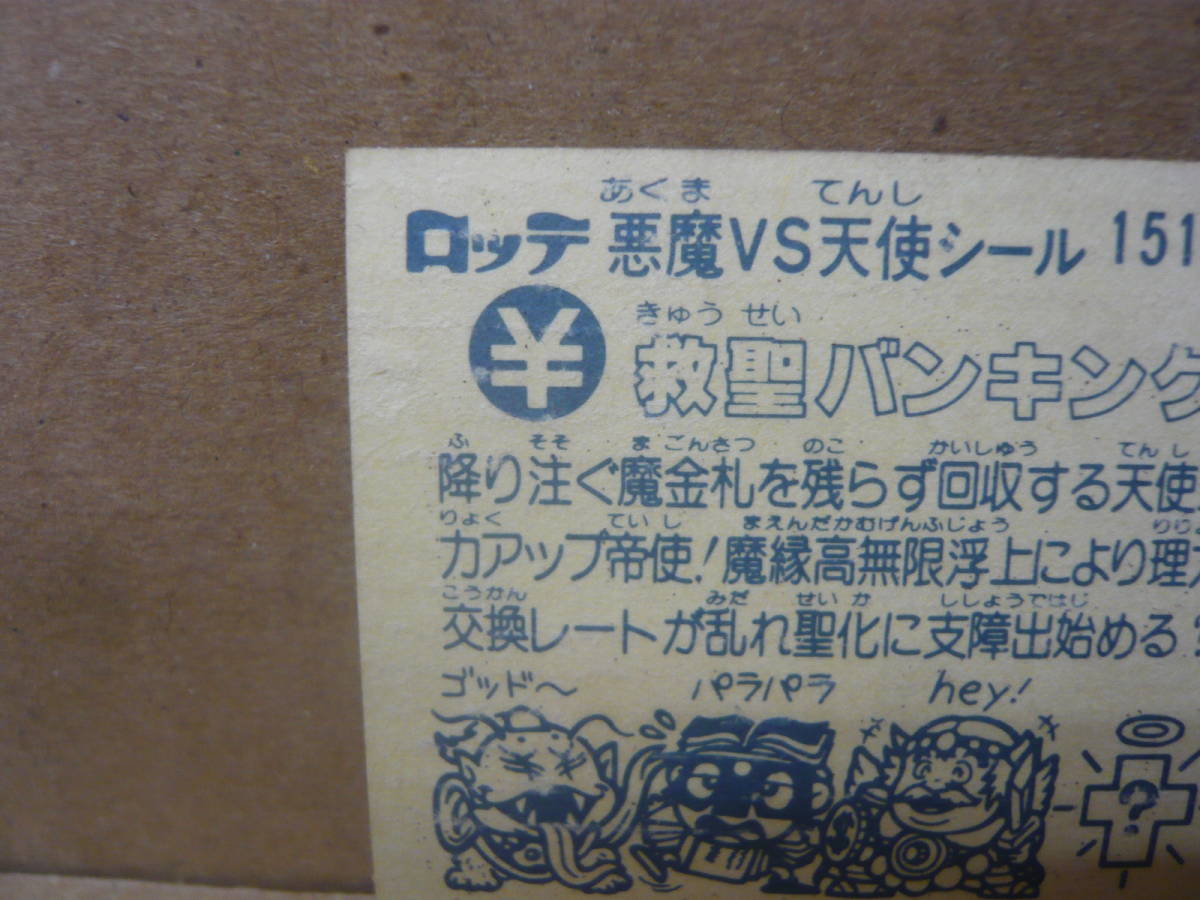 あくま てんし
ロッテ 悪魔VS天使シール 151
きゅう せい
¥ 救聖バンキング
ふ そそ ま ごんさつ のこ かいしゅう てんし
降り注ぐ魔金札を残らず回収する天使
りょく ていし まえんだかむげんふじょう
力アップ帝使!魔縁高無限浮上により理
こうかん みだ せいか ししょうではじ
交換レートが乱れ聖化に支障出始める
ゴッド〜 パラパラ hey!
?